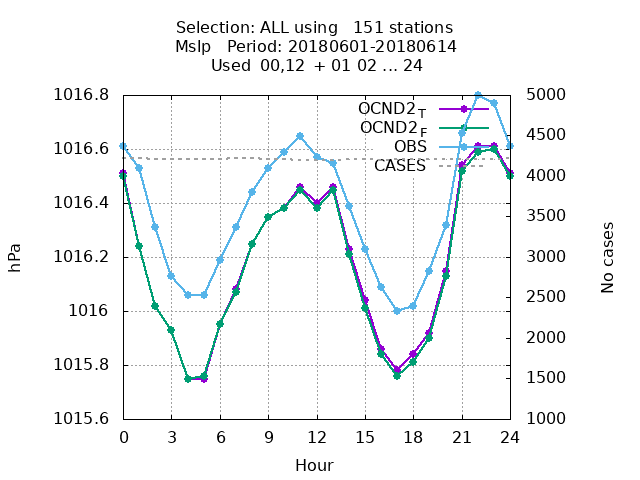 Selection: ALL using   151 stations
Mslp   Period: 20180601-20180614
Used  00,12  + 01 02 ... 24
1016.8
1016.6
1016.4
1016.2
1016
1015.8
1015.6
hPa
OCND2 T
OCND2 F
OBS
CASES
5000
4500
4000
3500
3000
2500
2000
1500
1000
No cases
0 3 6 9 12 15 18 21 24
Hour